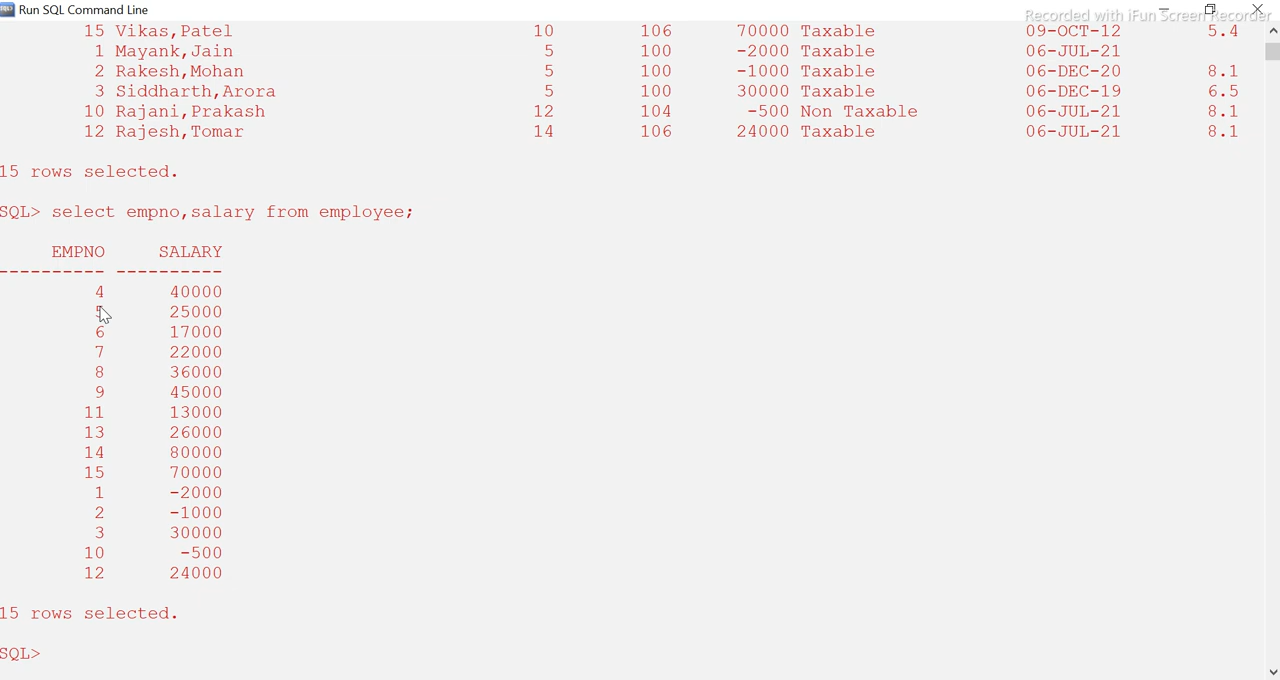 Run SQL Command Line
Recorded with iFun Screen Recorder
15 Vikas,Patel 10 106 70000 Taxable 09-OCT-12 5.4
1 Mayank,Jain 5 100 -2000 Taxable 06-JUL-21
2 Rakesh,Mohan 5 100 -1000 Taxable 06-DEC-20 8.1
3 Siddharth,Arora 5 100 30000 Taxable 06-DEC-19 6.5
10 Rajani,Prakash 12 104 -500 Non Taxable 06-JUL-21 8.1
12 Rajesh,Tomar 14 106 24000 Taxable 06-JUL-21 8.1
15 rows selected.
SQL> select empno,salary from employee;
EMPNO SALARY
---------- ----------
4 40000
5 25000
6 17000
7 22000
8 36000
9 45000
11 13000
13 26000
14 80000
15 70000
1 -2000
2 -1000
3 30000
10 -500
12 24000
15 rows selected.
SQL>